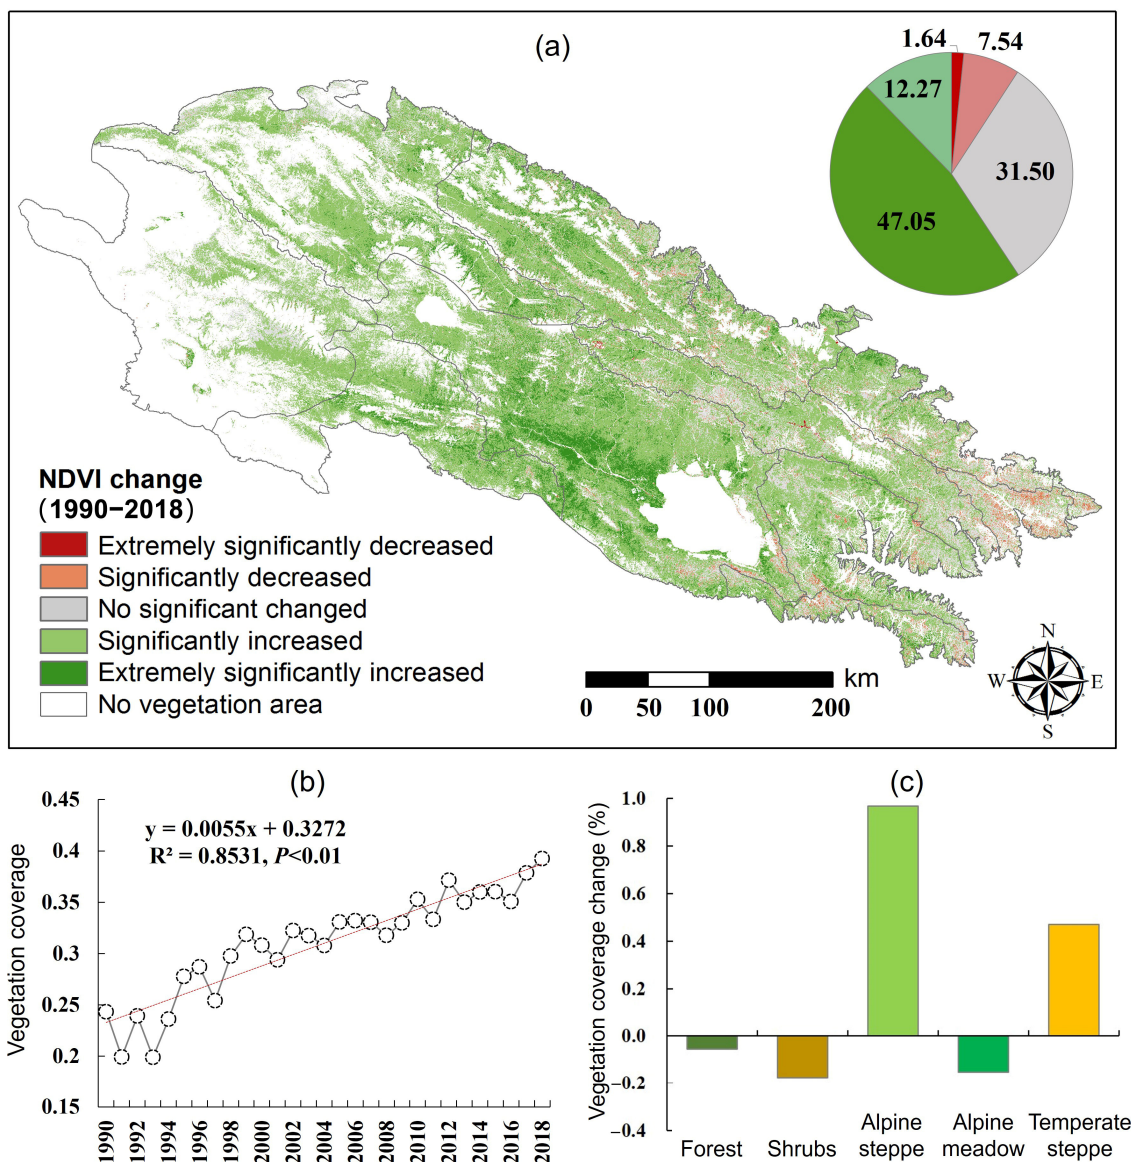 (a)
1.64
7.54
12.27
31.50
47.05
NDVI change
(1990−2018)
Extremely significantly decreased
Significantly decreased
No significant changed
Significantly increased
Extremely significantly increased
No vegetation area
km
0 50 100 200
N
W E
S
(b)
Vegetation coverage
0.45
0.4
0.35
0.3
0.25
0.2
0.15
y = 0.0055x + 0.3272
R² = 0.8531, P<0.01
1990 1992 1994 1996 1998 2000 2002 2004 2006 2008 2010 2012 2014 2016 2018
(c)
Vegetation coverage change (%)
1.0
0.8
0.6
0.4
0.2
0.0
−0.2
−0.4
Forest
Shrubs
Alpine
steppe
Alpine
meadow
Temperate
steppe